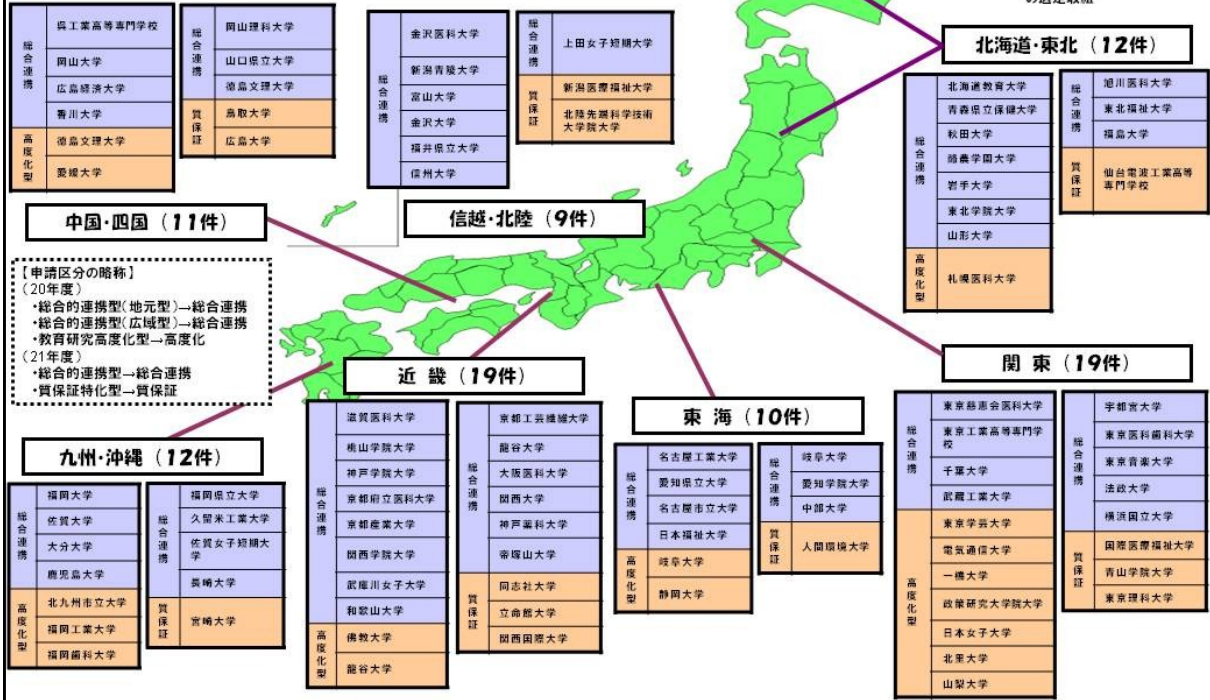 の選定取組
総合連携
呉工業高等専門学校
岡山大学
広島経済大学
香川大学
高度化型
徳島文理大学
愛媛大学
総合連携
岡山理科大学
山口県立大学
徳島文理大学
質保証
鳥取大学
広島大学
中国・四国 (11件)
総合連携
金沢医科大学
新潟青陵大学
富山大学
金沢大学
福井県立大学
信州大学
総合連携
上田女子短期大学
質保証
新潟医療福祉大学
北陸先端科学技術
大学院大学
信越・北陸 (9件)
北海道・東北 (12件)
総合連携
北海道教育大学
青森県立保健大学
秋田大学
酪農学園大学
岩手大学
東北学院大学
山形大学
高度化型
札幌医科大学
総合連携
旭川医科大学
東北福祉大学
福島大学
質保証
仙台電波工業高等
専門学校
【申請区分の略称】
(20年度)
・総合的連携型(地元型)→総合連携
・総合的連携型(広域型)→総合連携
・教育研究高度化型→高度化
(21年度)
・総合的連携型→総合連携
・質保証特化型→質保証
九州・沖縄 (12件)
総合連携
福岡大学
佐賀大学
大分大学
鹿児島大学
高度化型
北九州市立大学
福岡工業大学
福岡歯科大学
総合連携
福岡県立大学
久留米工業大学
佐賀女子短期大
学
長崎大学
質保証
宮崎大学
近 畿 (19件)
総合連携
滋賀医科大学
桃山学院大学
神戸学院大学
京都府立医科大学
京都産業大学
関西学院大学
武庫川女子大学
和歌山大学
高度化型
佛教大学
龍谷大学
総合連携
京都工芸繊維大学
龍谷大学
大阪医科大学
関西大学
神戸薬科大学
帝塚山大学
質保証
同志社大学
立命館大学
関西国際大学
東 海 (10件)
総合連携
名古屋工業大学
愛知県立大学
名古屋市立大学
日本福祉大学
高度化型
岐阜大学
静岡大学
総合連携
岐阜大学
愛知学院大学
中部大学
質保証
人間環境大学
関 東 (19件)
総合連携
東京慈恵会医科大学
東京工業高等専門学
校
千葉大学
武蔵工業大学
高度化型
東京学芸大学
電気通信大学
一橋大学
政策研究大学院大学
日本女子大学
北里大学
山梨大学
総合連携
宇都宮大学
東京医科歯科大学
東京音楽大学
法政大学
横浜国立大学
質保証
国際医療福祉大学
青山学院大学
東京理科大学